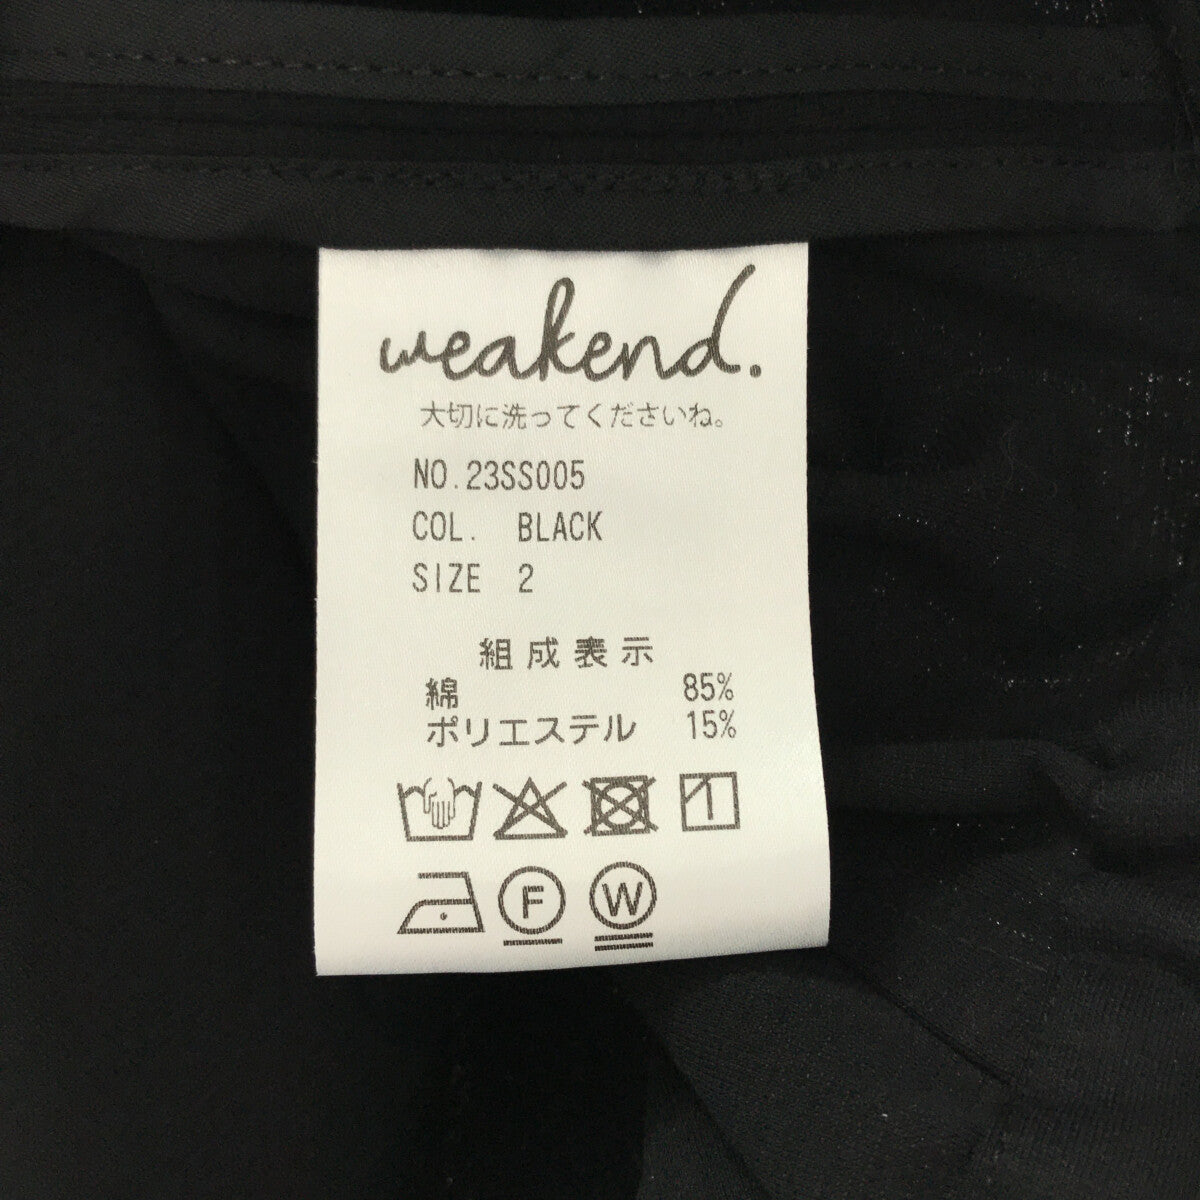 weakend.
大切に洗ってくださいね。
NO.23SS005
COL. BLACK
SIZE 2
組成表示
綿 85%
ポリエステル 15%
F W